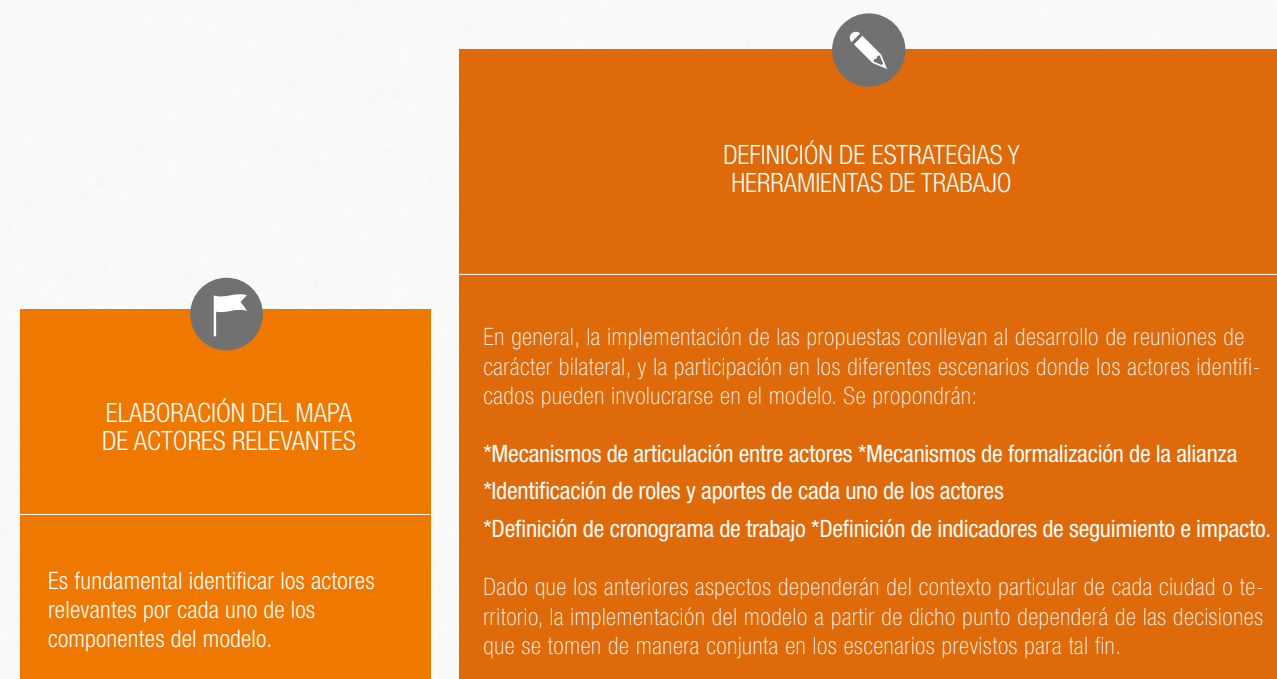 ELABORACIÓN DEL MAPA
DE ACTORES RELEVANTES
Es fundamental identificar los actores
relevantes por cada uno de los
componentes del modelo.
DEFINICIÓN DE ESTRATEGIAS Y
HERRAMIENTAS DE TRABAJO
En general, la implementación de las propuestas conllevan al desarrollo de reuniones de
carácter bilateral, y la participación en los diferentes escenarios donde los actores identifi-
cados pueden involucrarse en el modelo. Se propondrán:
*Mecanismos de articulación entre actores *Mecanismos de formalización de la alianza
*Identificación de roles y aportes de cada uno de los actores
*Definición de cronograma de trabajo *Definición de indicadores de seguimiento e impacto.
Dado que los anteriores aspectos dependerán del contexto particular de cada ciudad o te-
rritorio, la implementación del modelo a partir de dicho punto dependerá de las decisiones
que se tomen de manera conjunta en los escenarios previstos para tal fin.